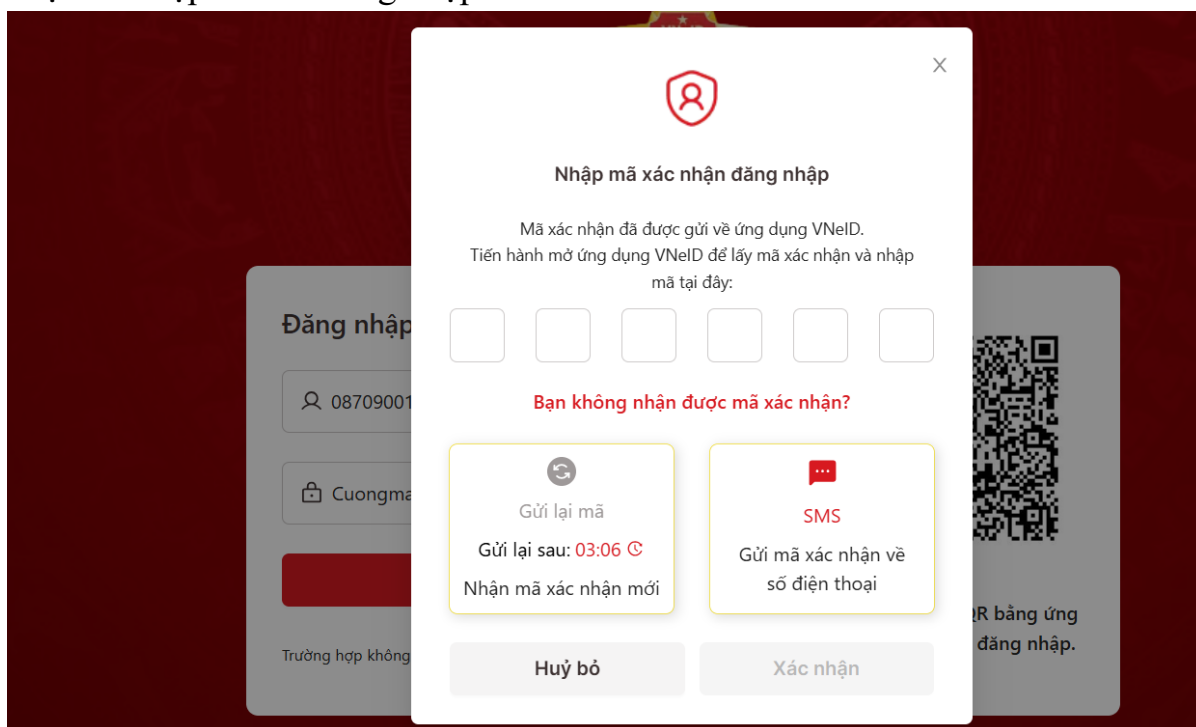 Nhập mã xác nhận đăng nhập
Mã xác nhận đã được gửi về ứng dụng VNeID.
Tiến hành mở ứng dụng VNeID để lấy mã xác nhận và nhập
mã tại đây:
Bạn không nhận được mã xác nhận?
Gửi lại mã
Gửi lại sau: 03:06
Nhận mã xác nhận mới
SMS
Gửi mã xác nhận về
số điện thoại
Huỷ bỏ
Xác nhận
Đăng nhập
08709001
Cuongma
Trường hợp không
QR bằng ứng
đăng nhập.